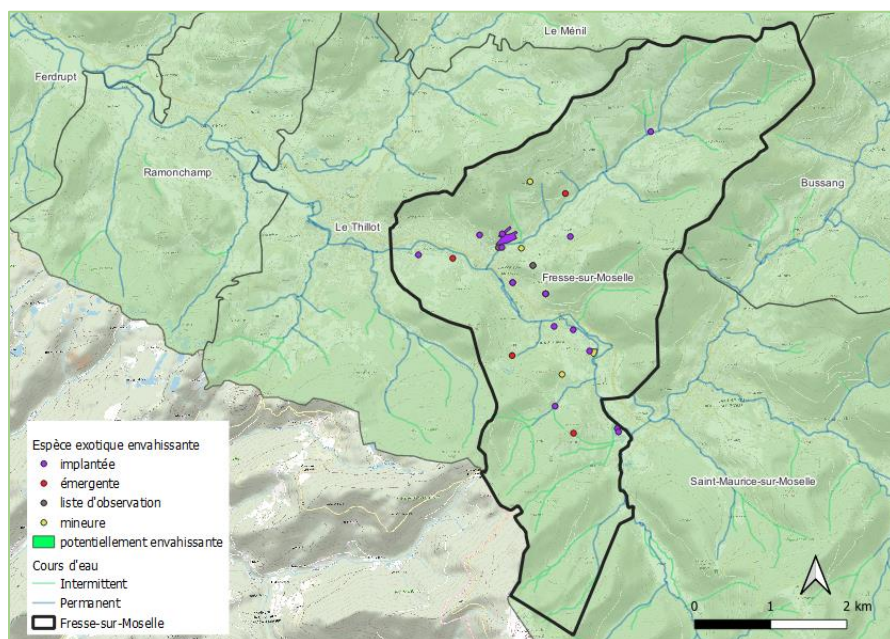 Le Ménil
Ferdrupt
Ramonchamp
Bussang
Le Thillot
Fresse-sur-Moselle
Saint-Maurice-sur-Moselle
Espèce exotique envahissante
implantée
émergente
liste d'observation
mineure
potentiellement envahissante
Cours d'eau
Intermittent
Permanent
Fresse-sur-Moselle
0 1 2 km